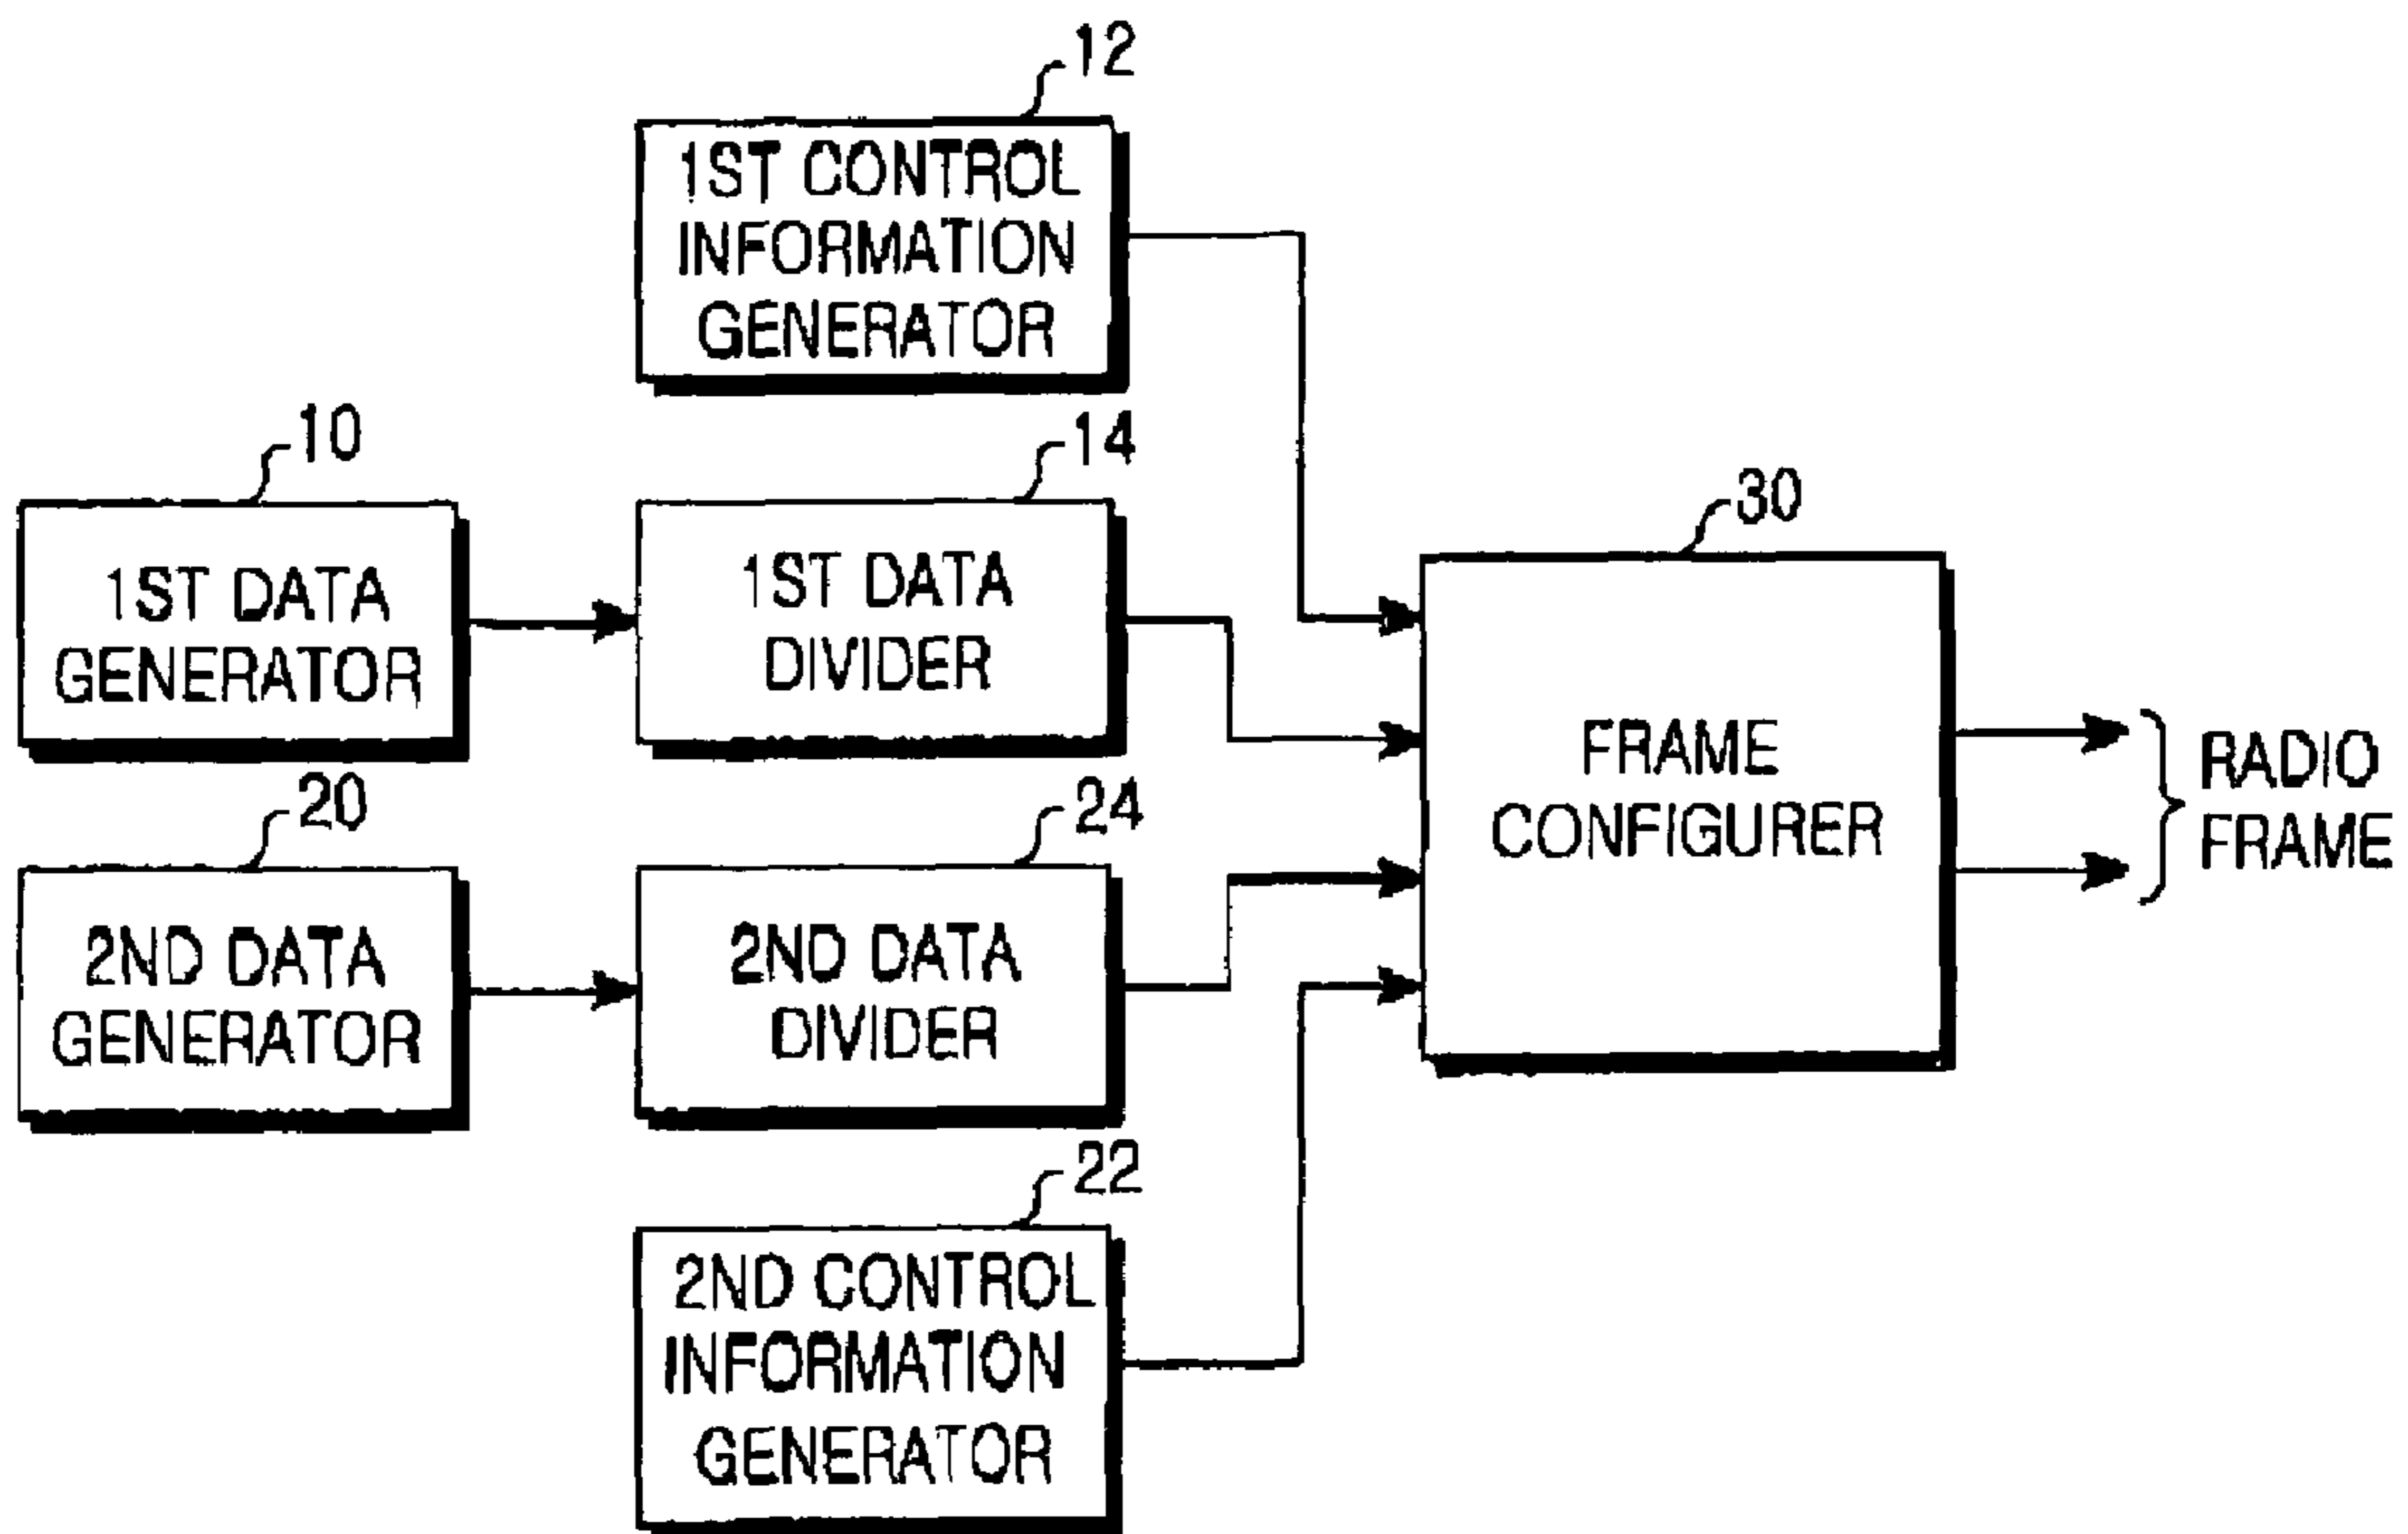 12
1ST CONTROL
INFORMATION
GENERATOR
10
1ST DATA
GENERATOR
14
1ST DATA
DIVIDER
30
FRAME
CONFIGURER
RADIO
FRAME
20
2ND DATA
GENERATOR
24
2ND DATA
DIVIDER
22
2ND CONTROL
INFORMATION
GENERATOR